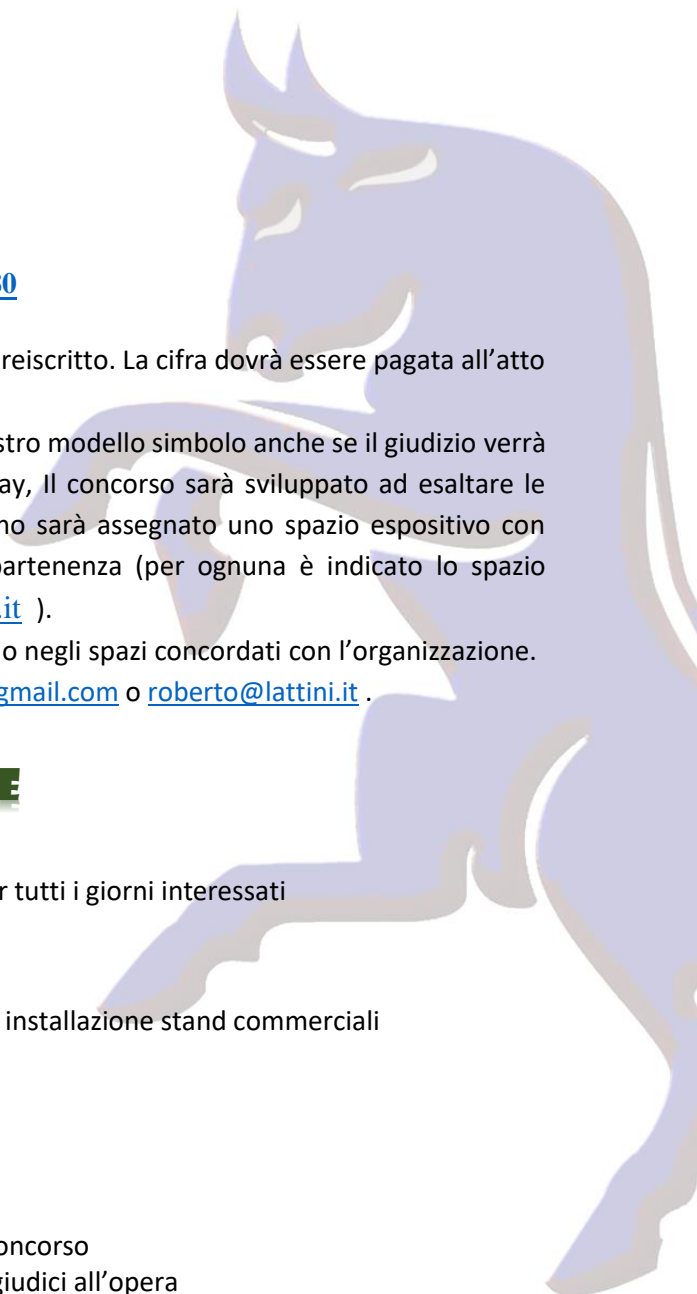 reiscritto. La cifra dovrà essere pagata all’atto
stro modello simbolo anche se il giudizio verrà
ay, Il concorso sarà sviluppato ad esaltare le
no sarà assegnato uno spazio espositivo con
partenenza (per ognuna è indicato lo spazio
.it ).
o negli spazi concordati con l’organizzazione.
gmail.com o roberto@lattini.it .
E
r tutti i giorni interessati
installazione stand commerciali
oncorso
giudici all’opera